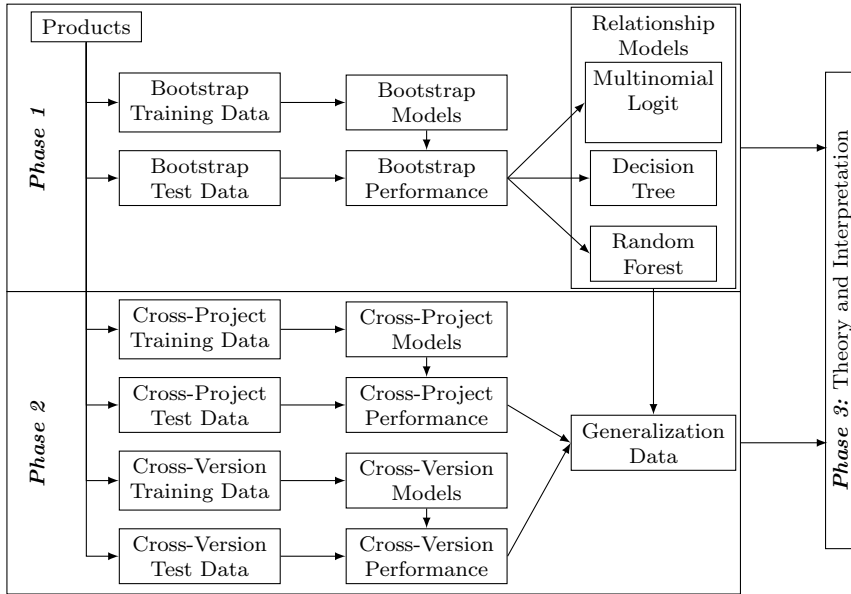 Products
Phase 1
Bootstrap
Training Data
Bootstrap
Models
Bootstrap
Test Data
Bootstrap
Performance
Relationship
Models
Multinomial
Logit
Decision
Tree
Random
Forest
Phase 2
Cross-Project
Training Data
Cross-Project
Models
Cross-Project
Test Data
Cross-Project
Performance
Cross-Version
Training Data
Cross-Version
Models
Cross-Version
Test Data
Cross-Version
Performance
Generalization
Data
Phase 3: Theory and Interpretation